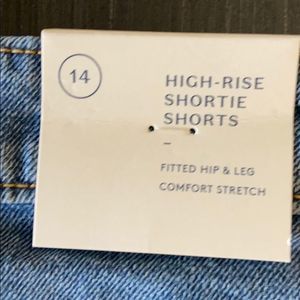 14
HIGH-RISE
SHORTIE
SHORTS
–
FITTED HIP & LEG
COMFORT STRETCH